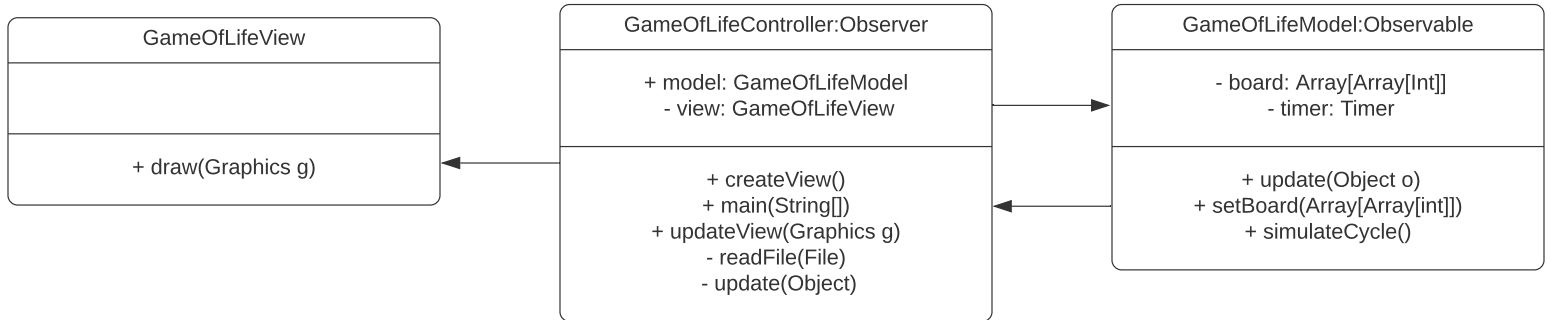 GameOfLifeView
+ draw(Graphics g)
GameOfLifeController:Observer
+ model: GameOfLifeModel
- view: GameOfLifeView
+ createView()
+ main(String[])
+ updateView(Graphics g)
- readFile(File)
- update(Object)
GameOfLifeModel:Observable
- board: Array[Array[Int]]
- timer: Timer
+ update(Object o)
+ setBoard(Array[Array[int]])
+ simulateCycle()